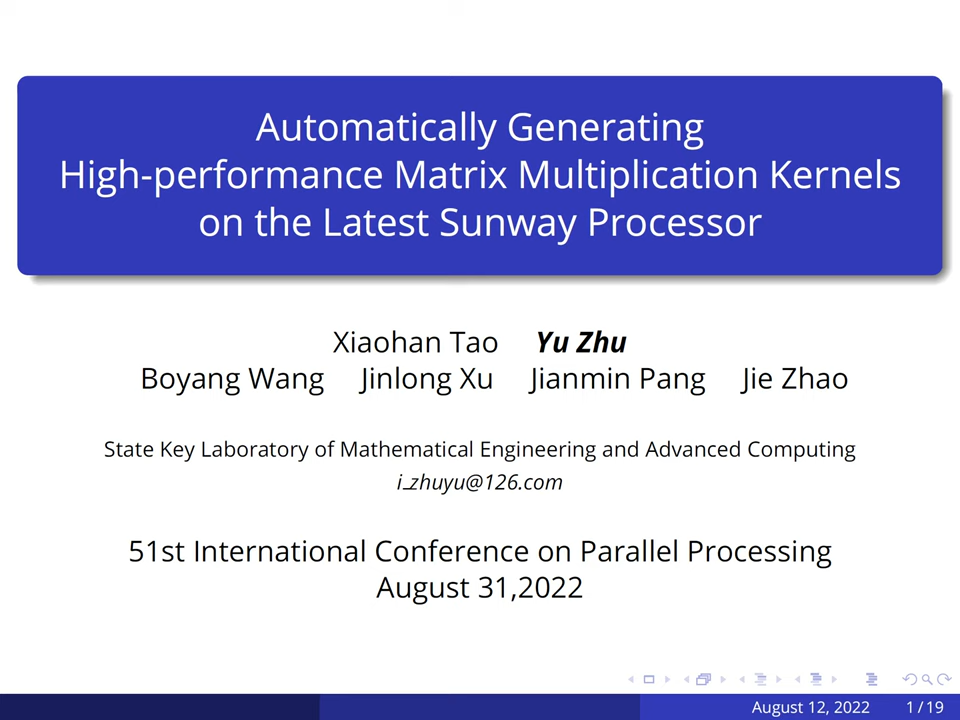 Automatically Generating
High-performance Matrix Multiplication Kernels
on the Latest Sunway Processor
Xiaohan Tao Yu Zhu
Boyang Wang Jinlong Xu Jianmin Pang Jie Zhao
State Key Laboratory of Mathematical Engineering and Advanced Computing
i_zhuyu@126.com
51st International Conference on Parallel Processing
August 31,2022
August 12, 2022 1 / 19